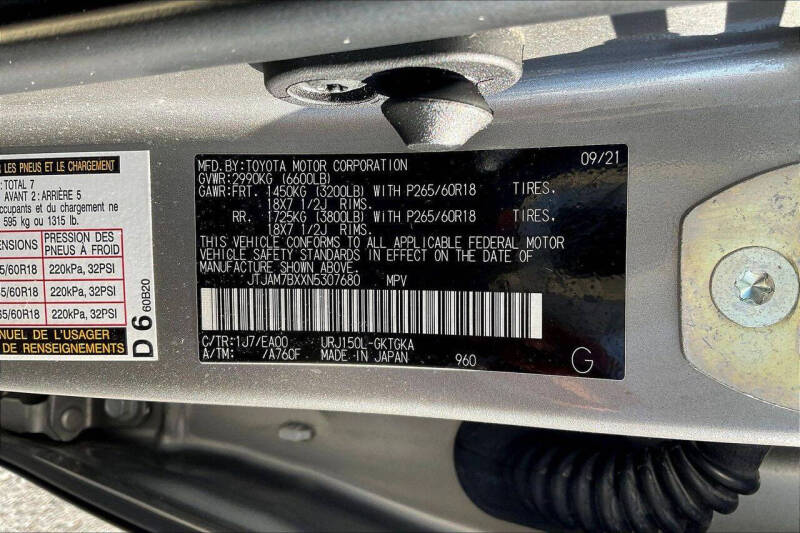 R LES PNEUS ET LE CHARGEMENT
: TOTAL 7
AVANT 2: ARRIÈRE 5
occupants et du chargement ne
595 kg ou 1315 lb.
PRESSION DES
PNEUS À FROID
5/60R18 220kPa, 32PSI
5/60R18 220kPa, 32PSI
5/60R18 220kPa, 32PSI
NUEL DE L'USAGER
DE RENSEIGNEMENTS
D 6 60B20
MFD. BY: TOYOTA MOTOR CORPORATION 09/21
GVWR: 2990KG (6600LB)
GAWR: FRT. 1450KG (3200LB) WITH P265/60R18 TIRES,
18X7 1/2J RIMS.
RR. 1725KG (3800LB) WITH P265/60R18 TIRES,
18X7 1/2J RIMS.
THIS VEHICLE CONFORMS TO ALL APPLICABLE FEDERAL MOTOR
VEHICLE SAFETY STANDARDS IN EFFECT ON THE DATE OF
MANUFACTURE SHOWN ABOVE.
JTJAM7BXXN5307680 MPV
C/TR: 1J7/EA00 URJ150L-GKTGKA
A/TM: /A760F MADE IN JAPAN 960
G